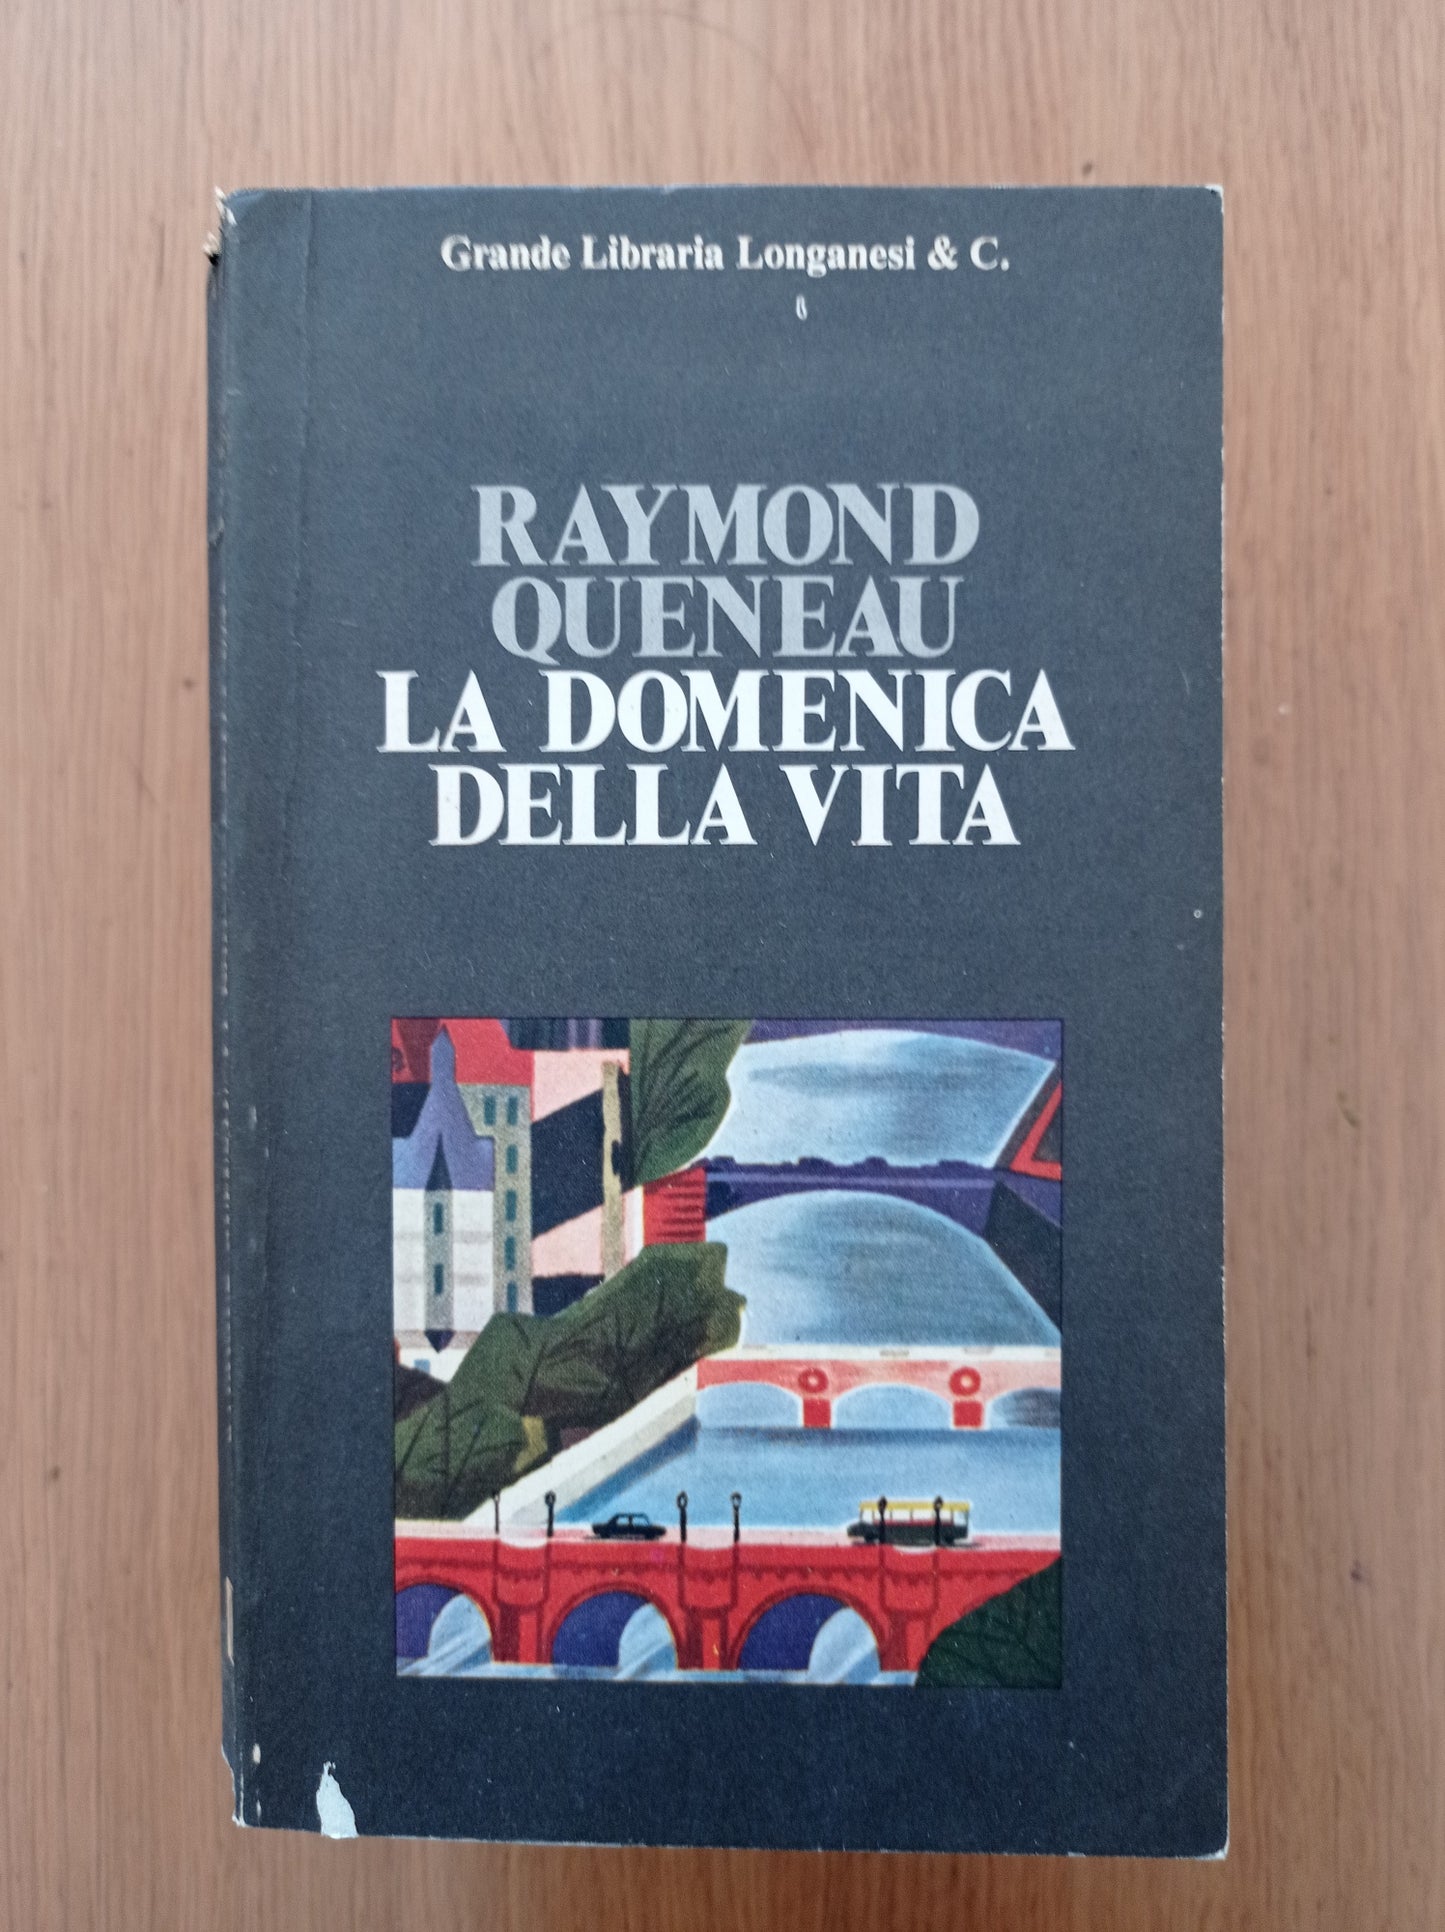 Grande Libraria Longanesi & C.
RAYMOND
QUENEAU
LA DOMENICA
DELLA VITA